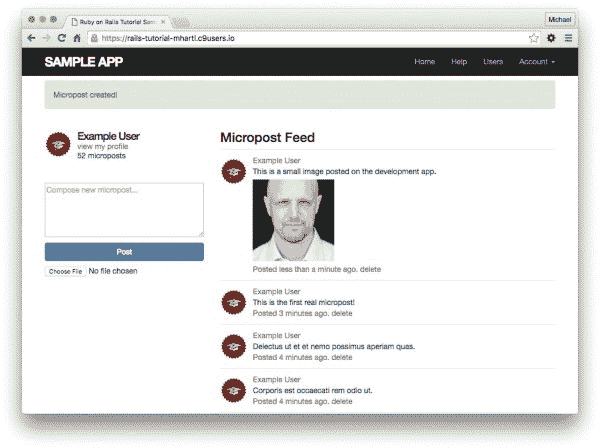 Ruby on Rails Tutorial Sam
Michael
https://rails-tutorial-mhartl.c9users.io
SAMPLE APP
Home
Help
Users
Account
Micropost created!
Example User
view my profile
52 microposts
Compose new micropost...
Post
Choose File No file chosen
Micropost Feed
Example User
This is a small image posted on the development app.
Posted less than a minute ago. delete
Example User
This is the first real micropost!
Posted 3 minutes ago. delete
Example User
Delectus ut et et nemo possimus aperiam quas.
Posted 4 minutes ago. delete
Example User
Corporis est occaecati rem odio ut.
Posted 4 minutes ago. delete